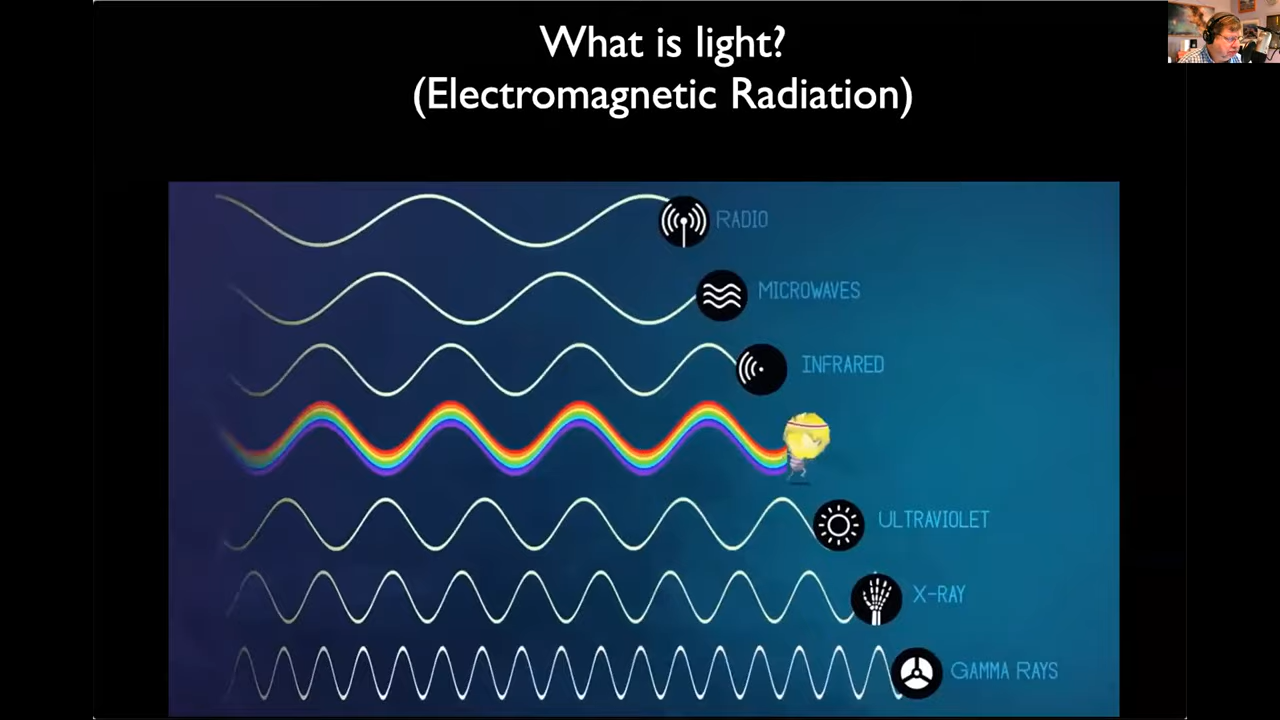 What is light?
(Electromagnetic Radiation)
RADIO
MICROWAVES
INFRARED
ULTRAVIOLET
X-RAY
GAMMA RAYS